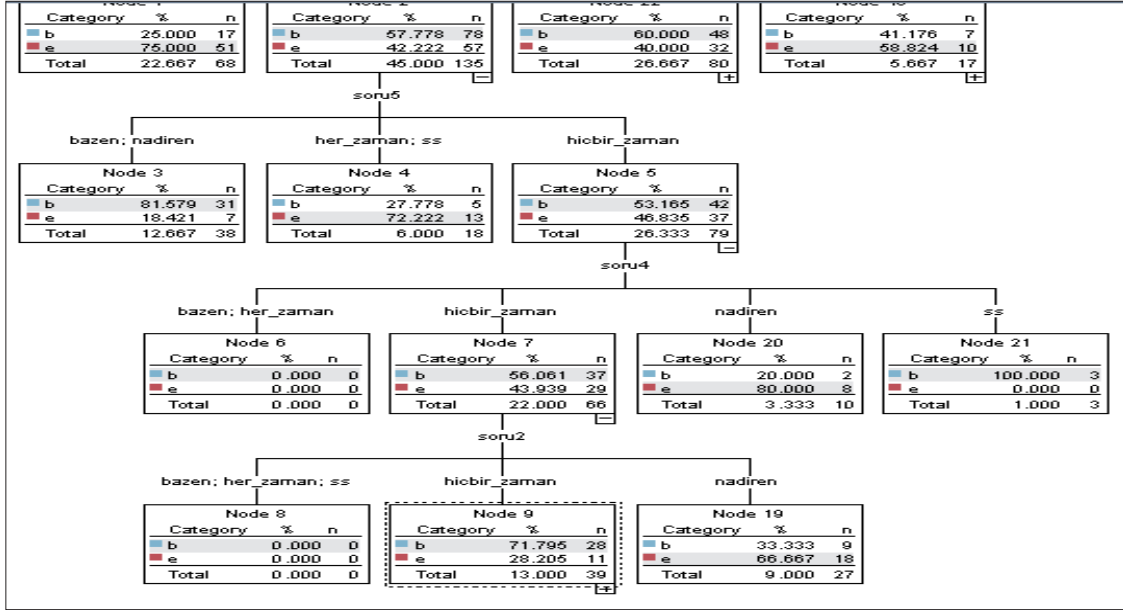 Node 1 Node 2 Node 22
Category % n Category % n Category % n Category % n
b 25.000 17 b 57.778 78 b 60.000 48 b 41.176 7
e 75.000 51 e 42.222 57 e 40.000 32 e 58.824 10
Total 22.667 68 Total 45.000 135 Total 26.667 80 Total 5.667 17
soru5
bazen; nadiren her_zaman; ss hicbir_zaman
Node 3 Node 4 Node 5
Category % n Category % n Category % n
b 81.579 31 b 27.778 5 b 53.165 42
e 18.421 7 e 72.222 13 e 46.835 37
Total 12.667 38 Total 6.000 18 Total 26.333 79
soru4
bazen; her_zaman hicbir_zaman nadiren ss
Node 6 Node 7 Node 20 Node 21
Category % n Category % n Category % n Category % n
b 0.000 0 b 56.061 37 b 20.000 2 b 100.000 3
e 0.000 0 e 43.939 29 e 80.000 8 e 0.000 0
Total 0.000 0 Total 22.000 66 Total 3.333 10 Total 1.000 3
soru2
bazen; her_zaman; ss hicbir_zaman nadiren
Node 8 Node 9 Node 19
Category % n Category % n Category % n
b 0.000 0 b 71.795 28 b 33.333 9
e 0.000 0 e 28.205 11 e 66.667 18
Total 0.000 0 Total 13.000 39 Total 9.000 27